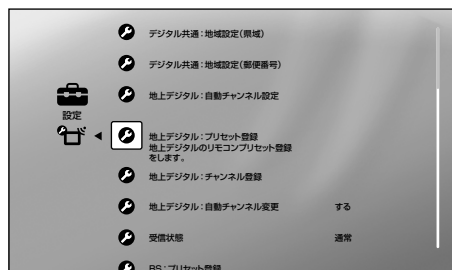 デジタル共通：地域設定（県域）
デジタル共通：地域設定（郵便番号）
地上デジタル：自動チャンネル設定
設定
地上デジタル：プリセット登録
地上デジタルのリモコンプリセット登録
をします。
地上デジタル：チャンネル登録
地上デジタル：自動チャンネル変更 する
受信状態 通常
BS：プリセット登録